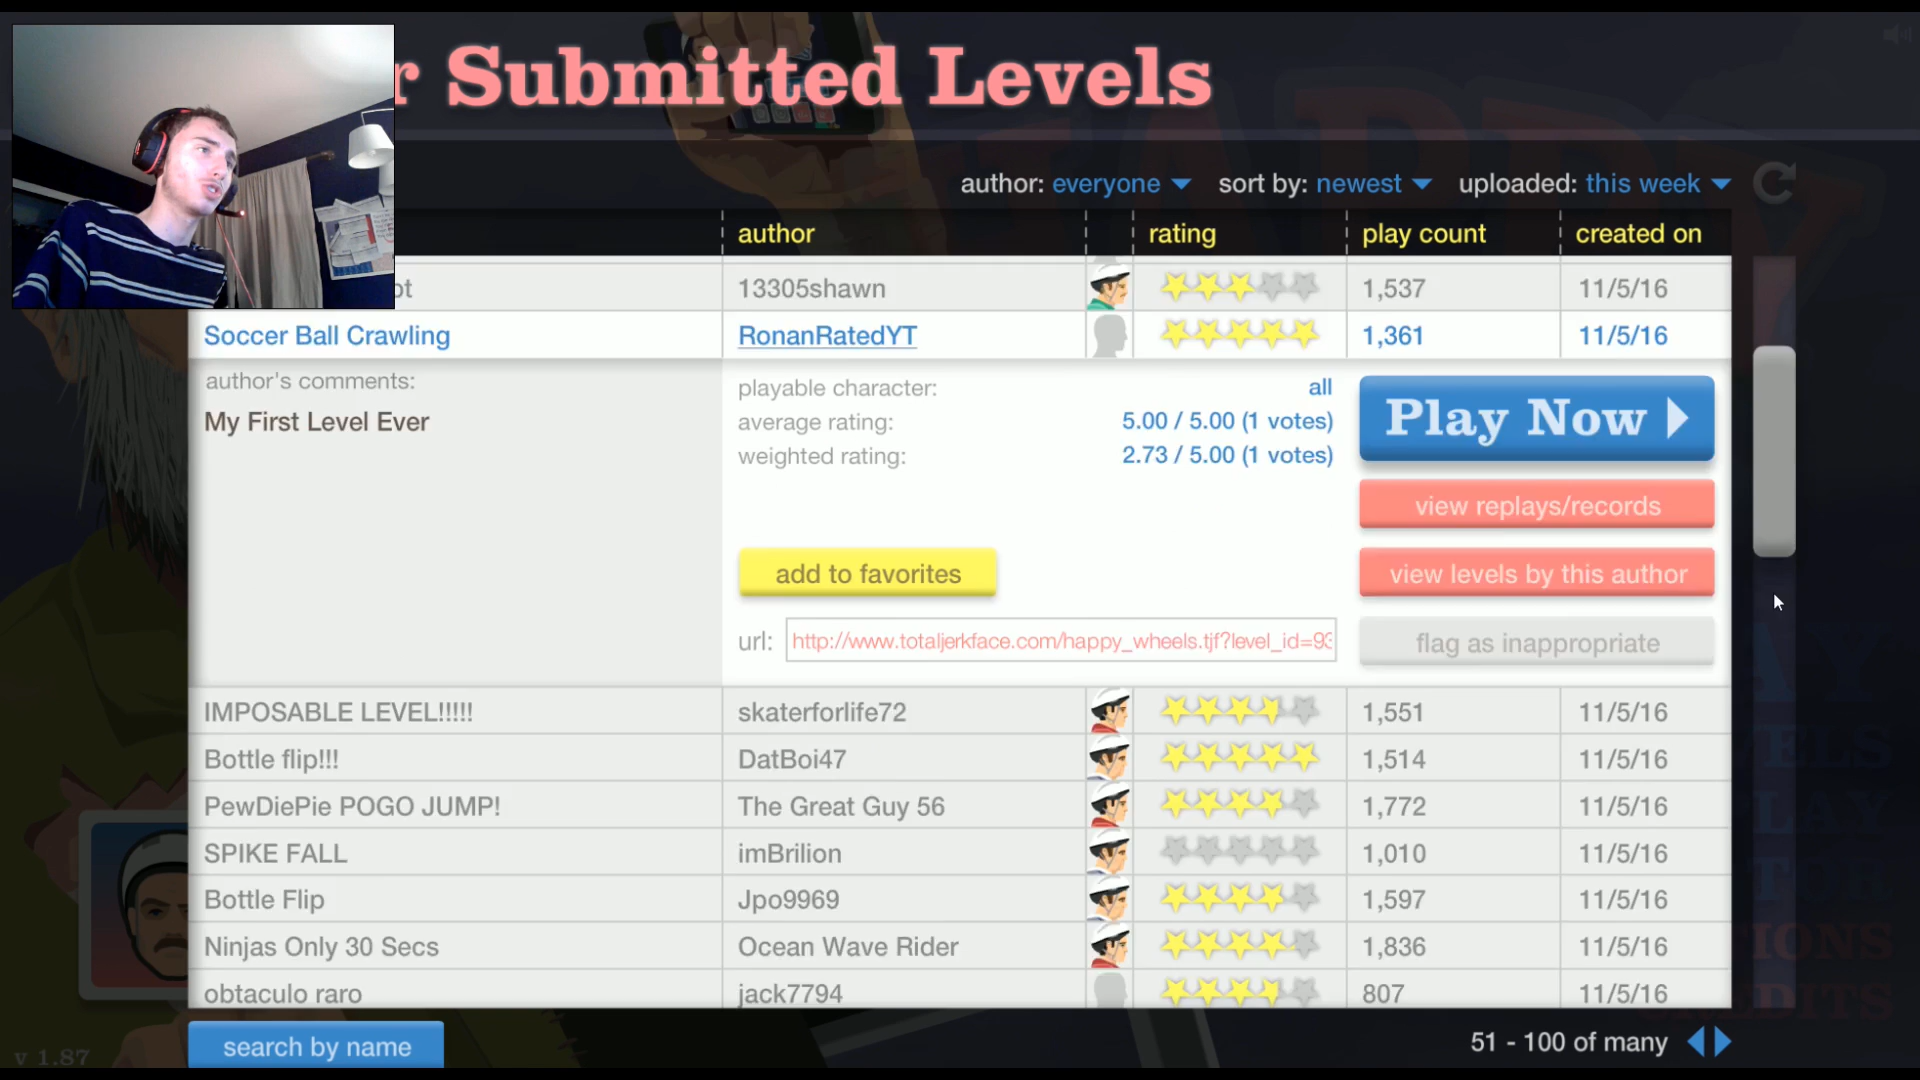 r Submitted Levels
author: everyone sort by: newest uploaded: this week
author rating play count created on
ot 13305shawn 1,537 11/5/16
Soccer Ball Crawling RonanRatedYT 1,361 11/5/16
author's comments:
My First Level Ever
playable character: all
average rating: 5.00 / 5.00 (1 votes)
weighted rating: 2.73 / 5.00 (1 votes)
Play Now
view replays/records
add to favorites
view levels by this author
url: http://www.totaljerkface.com/happy_wheels.tjf?level_id=93
flag as inappropriate
IMPOSABLE LEVEL!!!!! skaterforlife72 1,551 11/5/16
Bottle flip!!! DatBoi47 1,514 11/5/16
PewDiePie POGO JUMP! The Great Guy 56 1,772 11/5/16
SPIKE FALL imBrilion 1,010 11/5/16
Bottle Flip Jpo9969 1,597 11/5/16
Ninjas Only 30 Secs Ocean Wave Rider 1,836 11/5/16
obtaculo raro jack7794 807 11/5/16
search by name
51 - 100 of many
v 1.87